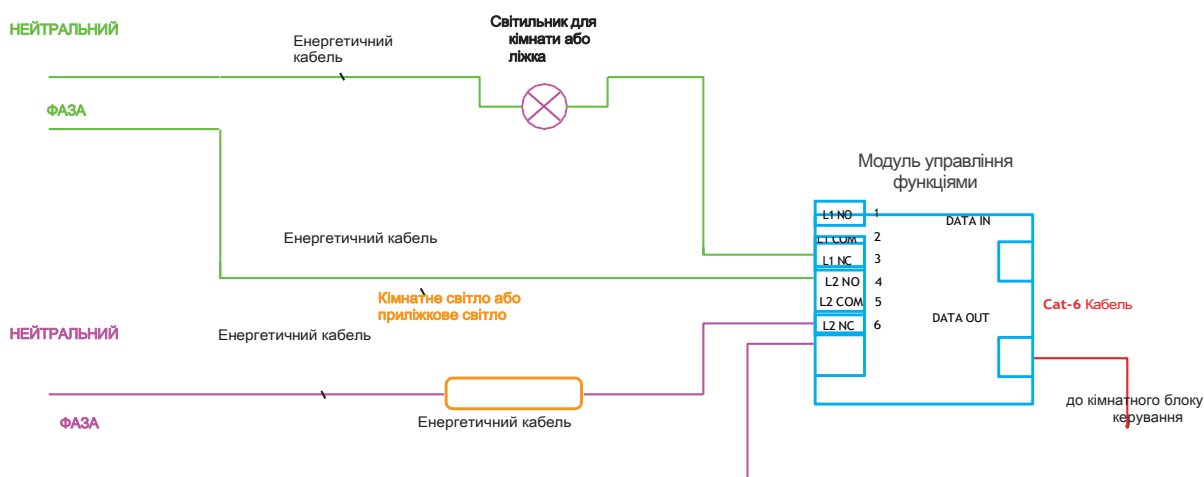 НЕЙТРАЛЬНИЙ
Енергетичний
кабель
Світильник для
кімнати або
ліжка
ФАЗА
Модуль управління
функціями
L1 NO 1
DATA IN
L1 COM 2
L1 NC 3
Енергетичний кабель
L2 NO 4
L2 COM 5
L2 NC 6
DATA OUT
Cat-6 Кабель
Кімнатне світло або
приліжкове світло
НЕЙТРАЛЬНИЙ
Енергетичний кабель
до кімнатного блоку
керування
ФАЗА
Енергетичний кабель